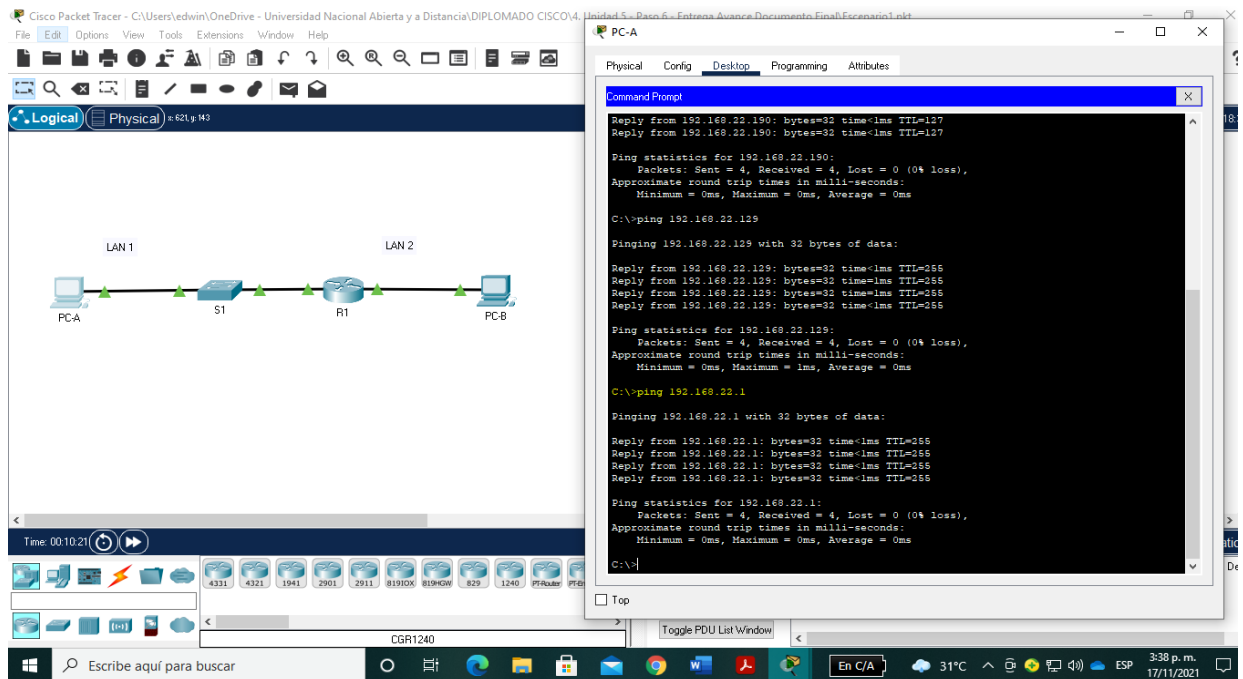 Cisco Packet Tracer - C:\Users\edwin\OneDrive - Universidad Nacional Abierta y a Distancia\DIPLOMADO CISCO\4. Unidad 5 - Paso 6 - Entrega Avance Documento Final\Escenario1.pkt
File Edit Options View Tools Extensions Window Help
Logical Physical x: 621, y: 143
LAN 1
LAN 2
PC-A
S1
R1
PC-B
Time: 00:10:21
4331 4321 1941 2901 2911 819IOX 819HGW 829 1240 PT-Router
CGR1240
PC-A
Physical Config Desktop Programming Attributes
Command Prompt X
Reply from 192.168.22.190: bytes=32 time<1ms TTL=127
Reply from 192.168.22.190: bytes=32 time<1ms TTL=127
Ping statistics for 192.168.22.190:
Packets: Sent = 4, Received = 4, Lost = 0 (0% loss),
Approximate round trip times in milli-seconds:
Minimum = 0ms, Maximum = 0ms, Average = 0ms
C:\>ping 192.168.22.129
Pinging 192.168.22.129 with 32 bytes of data:
Reply from 192.168.22.129: bytes=32 time<1ms TTL=255
Reply from 192.168.22.129: bytes=32 time=1ms TTL=255
Reply from 192.168.22.129: bytes=32 time=1ms TTL=255
Reply from 192.168.22.129: bytes=32 time<1ms TTL=255
Ping statistics for 192.168.22.129:
Packets: Sent = 4, Received = 4, Lost = 0 (0% loss),
Approximate round trip times in milli-seconds:
Minimum = 0ms, Maximum = 1ms, Average = 0ms
C:\>ping 192.168.22.1
Pinging 192.168.22.1 with 32 bytes of data:
Reply from 192.168.22.1: bytes=32 time<1ms TTL=255
Reply from 192.168.22.1: bytes=32 time<1ms TTL=255
Reply from 192.168.22.1: bytes=32 time<1ms TTL=255
Reply from 192.168.22.1: bytes=32 time<1ms TTL=255
Ping statistics for 192.168.22.1:
Packets: Sent = 4, Received = 4, Lost = 0 (0% loss),
Approximate round trip times in milli-seconds:
Minimum = 0ms, Maximum = 0ms, Average = 0ms
C:\>
Top
Toggle PDU List Window
Escribe aquí para buscar
En C/A
31°C
ESP
3:38 p. m.
17/11/2021